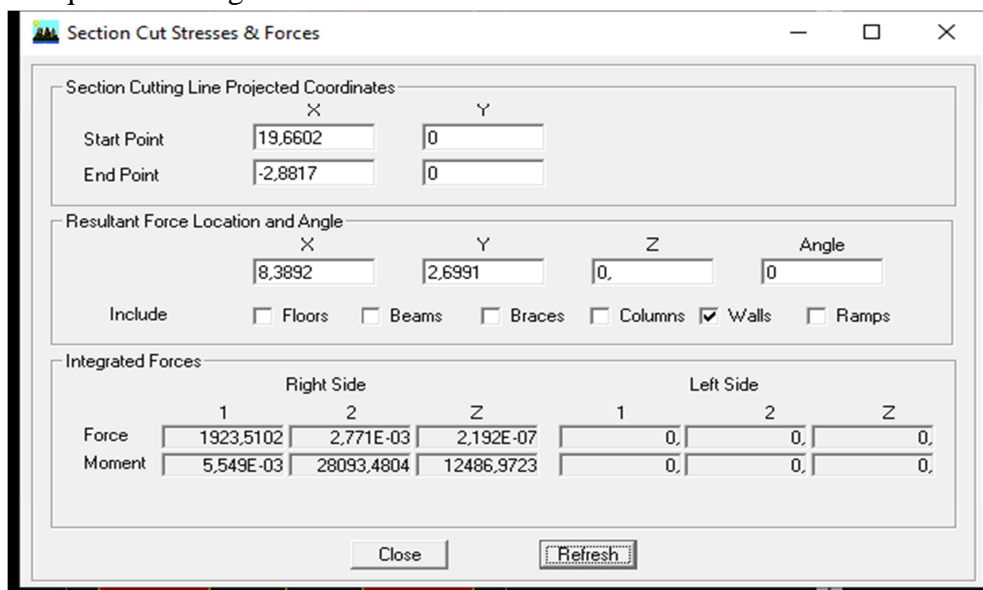 Section Cut Stresses & Forces
Section Cutting Line Projected Coordinates
X Y
Start Point 19,6602 0
End Point -2,8817 0
Resultant Force Location and Angle
X Y Z Angle
8,3892 2,6991 0, 0
Include Floors Beams Braces Columns Walls Ramps
Integrated Forces
Right Side Left Side
1 2 Z 1 2 Z
Force 1923,5102 2,771E-03 2,192E-07 0, 0, 0,
Moment 5,549E-03 28093,4804 12486,9723 0, 0, 0,
Close Refresh